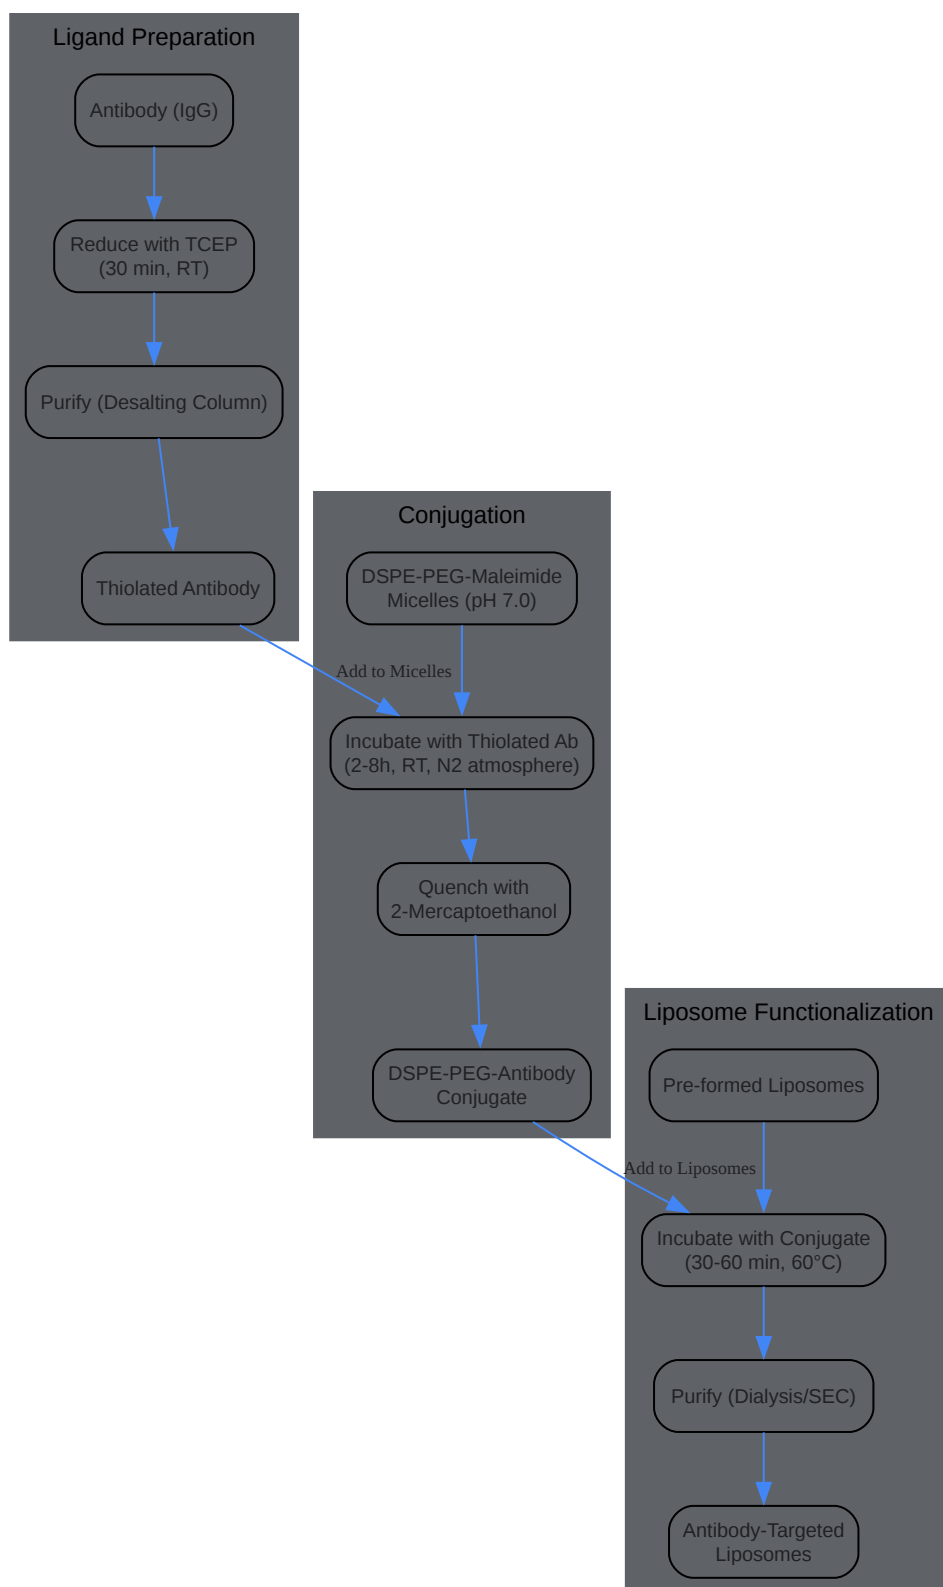 Ligand Preparation
Antibody (IgG)
Reduce with TCEP
(30 min, RT)
Purify (Desalting Column)
Thiolated Antibody
Conjugation
DSPE-PEG-Maleimide
Micelles (pH 7.0)
Add to Micelles
Incubate with Thiolated Ab
(2-8h, RT, N2 atmosphere)
Quench with
2-Mercaptoethanol
DSPE-PEG-Antibody
Conjugate
Liposome Functionalization
Pre-formed Liposomes
Add to Liposomes
Incubate with Conjugate
(30-60 min, 60°C)
Purify (Dialysis/SEC)
Antibody-Targeted
Liposomes